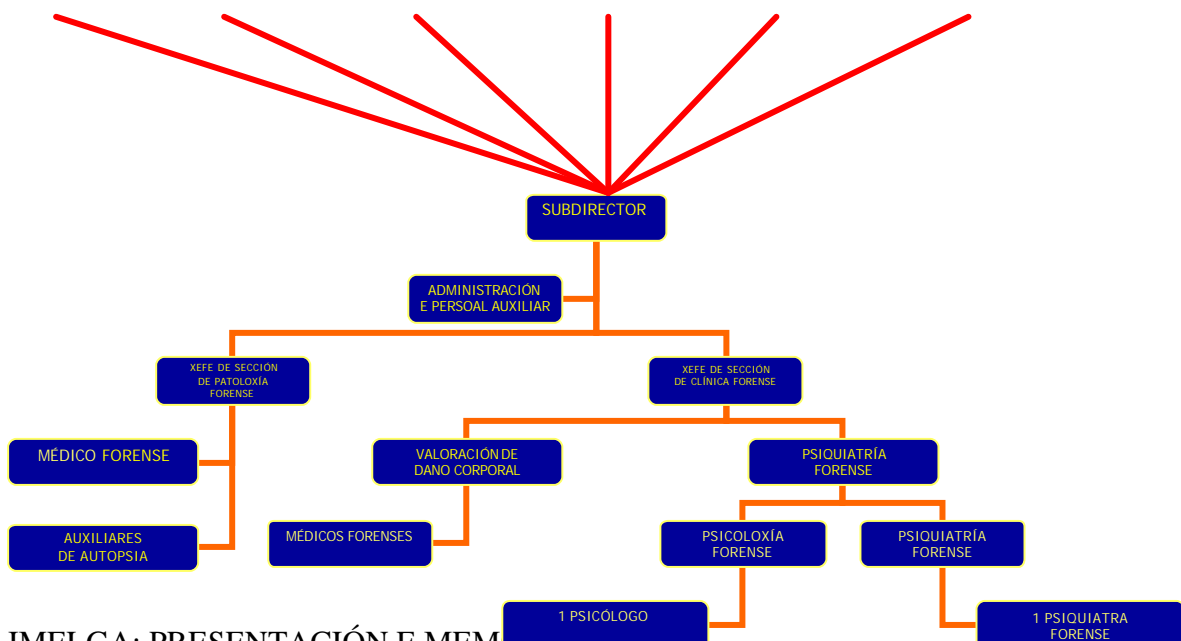 SUBDIRECTOR
ADMINISTRACIÓN
E PERSOAL AUXILIAR
XEFE DE SECCIÓN
DE PATOLOXÍA
FORENSE
XEFE DE SECCIÓN
DE CLÍNICA FORENSE
MÉDICO FORENSE
VALORACIÓN DE
DANO CORPORAL
PSIQUIATRÍA
FORENSE
AUXILIARES
DE AUTOPSIA
MÉDICOS FORENSES
PSICOLOXÍA
FORENSE
PSIQUIATRÍA
FORENSE
1 PSICÓLOGO
1 PSIQUIATRA
FORENSE
IMELGA: PRESENTACIÓN E